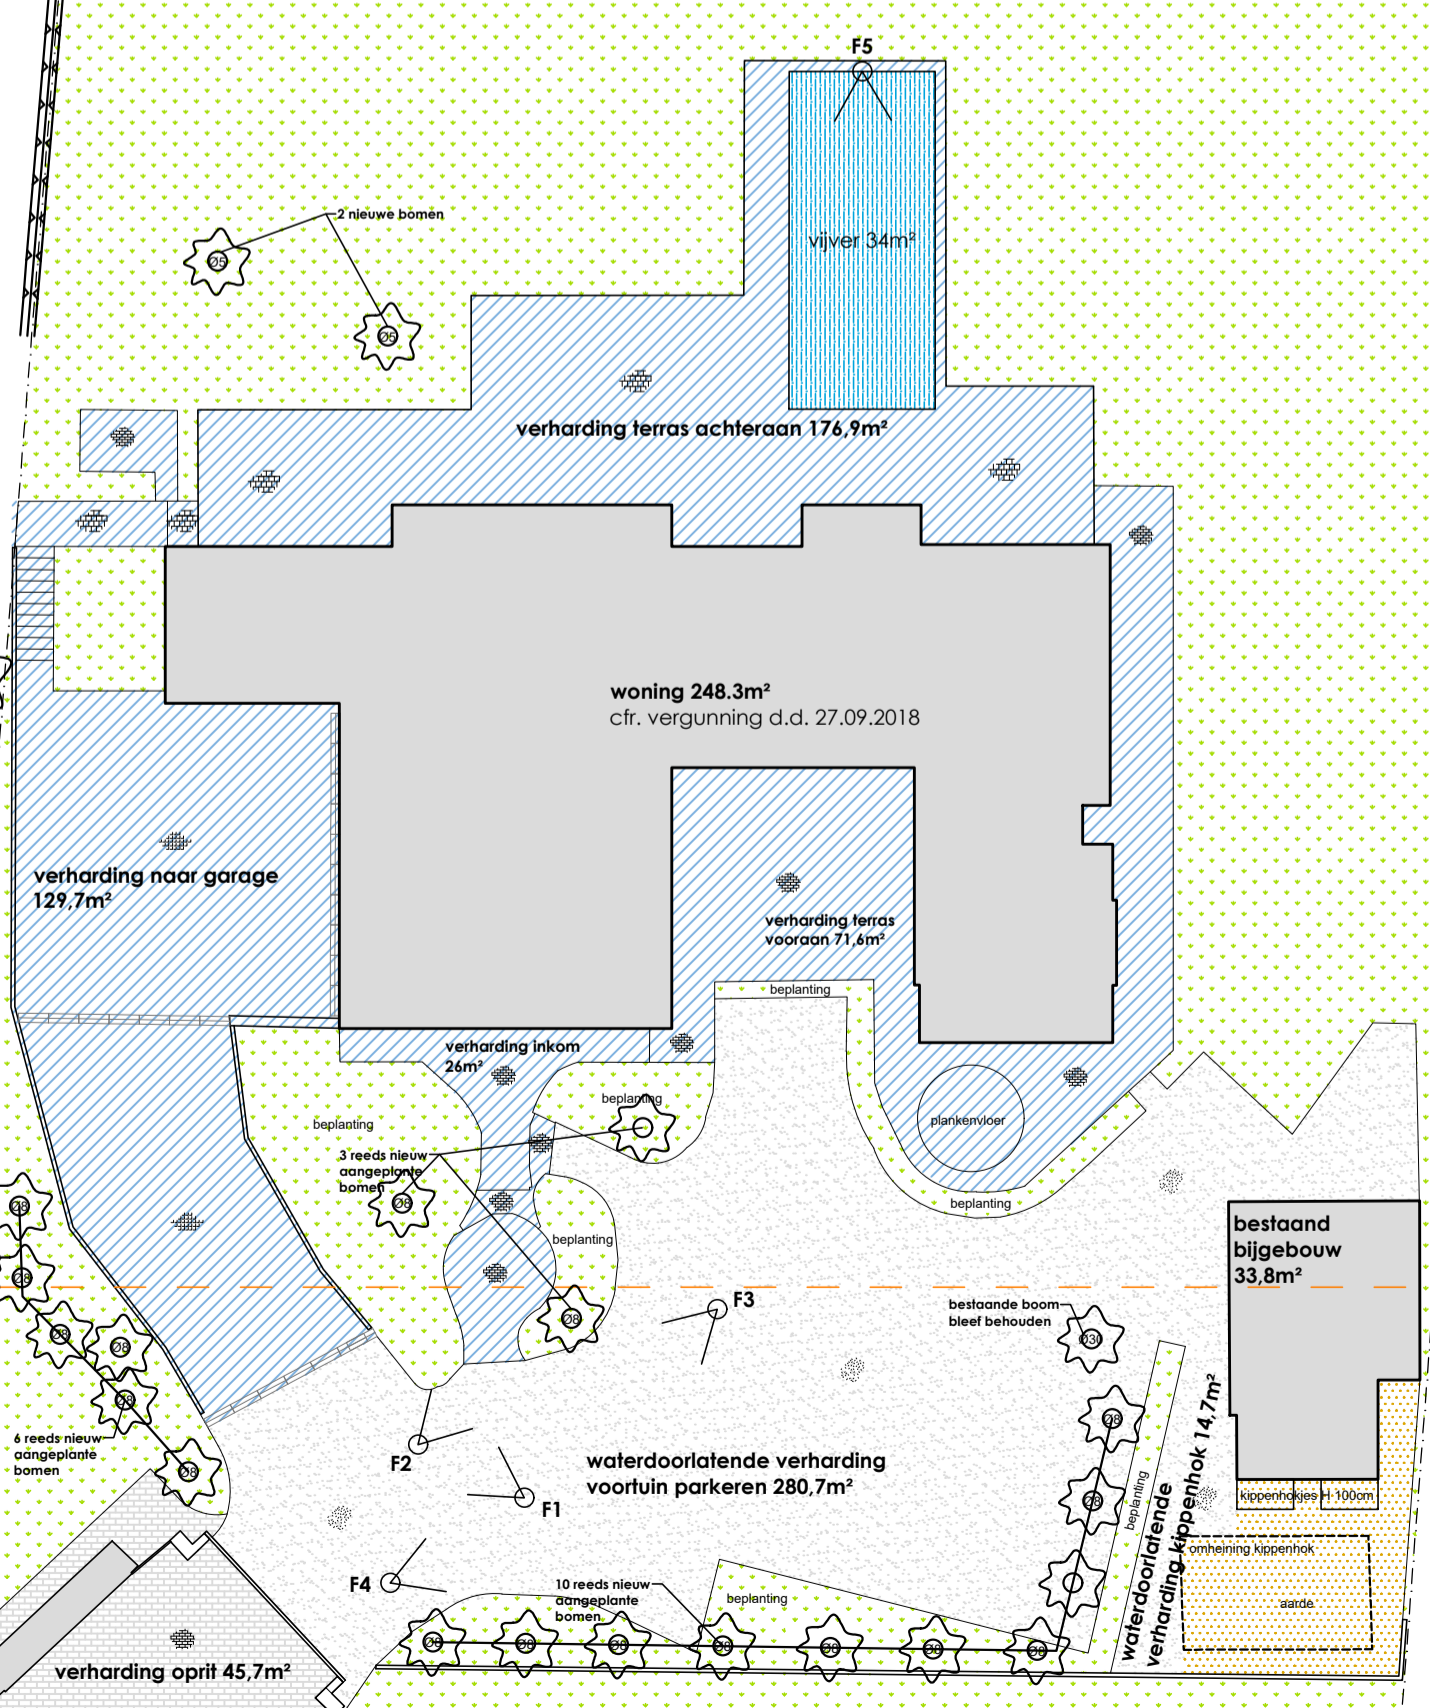 F5
vijver 34m²
2 nieuwe bomen
Ø5
Ø5
verharding terras achteraan 176,9m²
woning 248.3m²
cfr. vergunning d.d. 27.09.2018
verharding naar garage
129,7m²
verharding terras
vooraan 71,6m²
beplanting
verharding inkom
26m²
beplanting
beplanting
plankenvloer
3 reeds nieuw
aangeplante
bomen
Ø8
beplanting
beplanting
Ø8
Ø8
Ø8
Ø8
Ø8
Ø8
Ø8
6 reeds nieuw
aangeplante
bomen
bestaand
bijgebouw
33,8m²
F3
bestaande boom
bleef behouden
Ø30
Ø8
Ø8
F2
F1
F4
waterdoorlatende verharding
voortuin parkeren 280,7m²
beplanting
waterdoorlatende
verharding kippenhok 14,7m²
kippenhokjes H 100cm
omheining kippenhok
aarde
10 reeds nieuw
aangeplante
bomen
beplanting
Ø8
Ø8
Ø8
Ø8
Ø8
Ø8
Ø8
verharding oprit 45,7m²